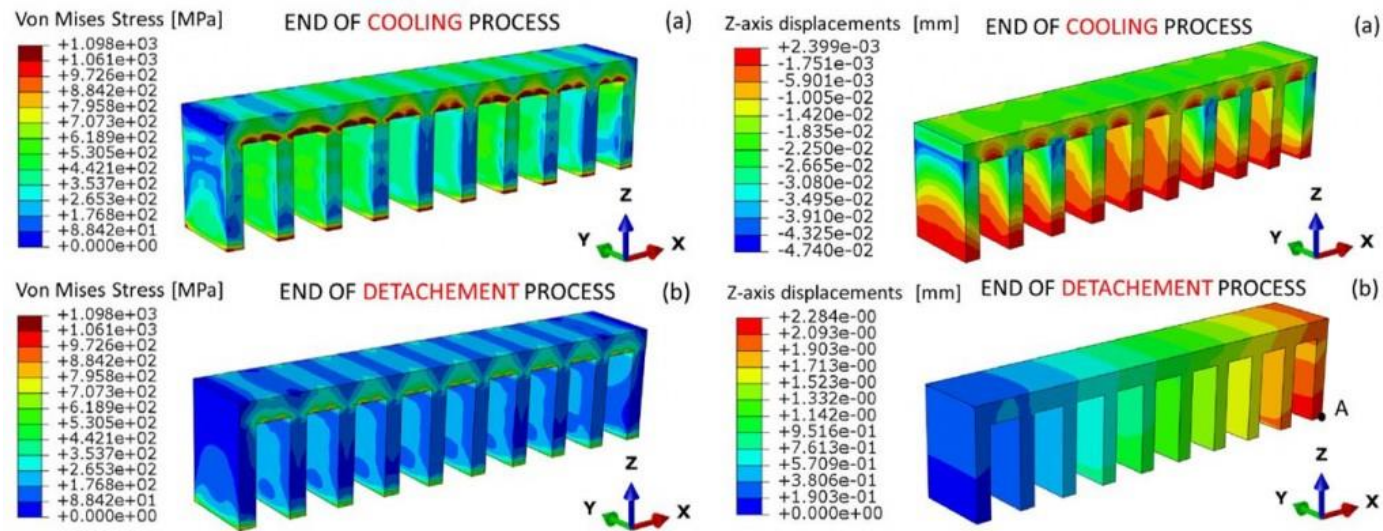 Von Mises Stress [MPa]
END OF COOLING PROCESS
(a)
+1.098e+03
+1.061e+03
+9.726e+02
+8.842e+02
+7.958e+02
+7.073e+02
+6.189e+02
+5.305e+02
+4.421e+02
+3.537e+02
+2.653e+02
+1.768e+02
+8.842e+01
+0.000e+00
Z
Y
X
Z-axis displacements [mm]
END OF COOLING PROCESS
(a)
+2.399e-03
-1.751e-03
-5.901e-03
-1.005e-02
-1.420e-02
-1.835e-02
-2.250e-02
-2.665e-02
-3.080e-02
-3.495e-02
-3.910e-02
-4.325e-02
-4.740e-02
Z
Y
X
Von Mises Stress [MPa]
END OF DETACHEMENT PROCESS
(b)
+1.098e+03
+1.061e+03
+9.726e+02
+8.842e+02
+7.958e+02
+7.073e+02
+6.189e+02
+5.305e+02
+4.421e+02
+3.537e+02
+2.653e+02
+1.768e+02
+8.842e+01
+0.000e+00
Z
Y
X
Z-axis displacements [mm]
END OF DETACHEMENT PROCESS
(b)
+2.284e-00
+2.093e-00
+1.903e-00
+1.713e-00
+1.523e-00
+1.332e-00
+1.142e-00
+9.516e-01
+7.613e-01
+5.709e-01
+3.806e-01
+1.903e-01
+0.000e+00
A
Z
Y
X